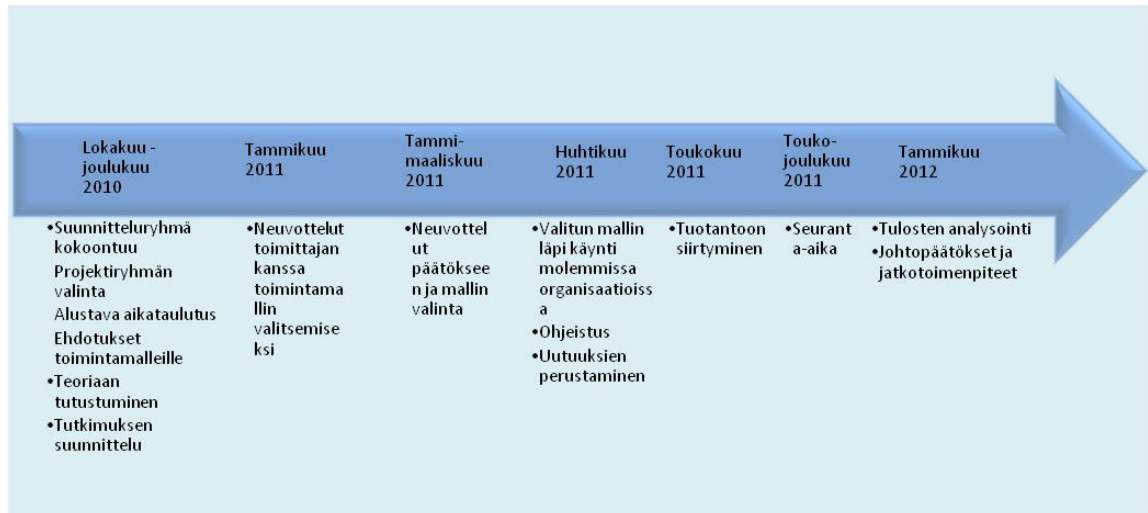 Lokakuu -
joulukuu
2010
•Suunnitteluryhmä
kokoontuu
Projektiryhmän
valinta
Alustava aikataulutus
Ehdotukset
toimintamalleille
•Teoriaan
tutustuminen
•Tutkimuksen
suunnittelu
Tammikuu
2011
•Neuvottelut
toimittajan
kanssa
toimintama
llin
valitsemise
ksi
Tammi-
maaliskuu
2011
•Neuvottel
ut
päätöksee
n ja mallin
valinta
Huhtikuu
2011
•Valitun mallin
läpi käynti
molemmissa
organisaatioiss
a
•Ohjeistus
•Uutuuksien
perustaminen
Toukokuu
2011
•Tuotantoon
siirtyminen
Touko-
joulukuu
2011
•Seurant
a-aika
Tammikuu
2012
•Tulosten analysointi
•Johtopäätökset ja
jatkotoimenpiteet